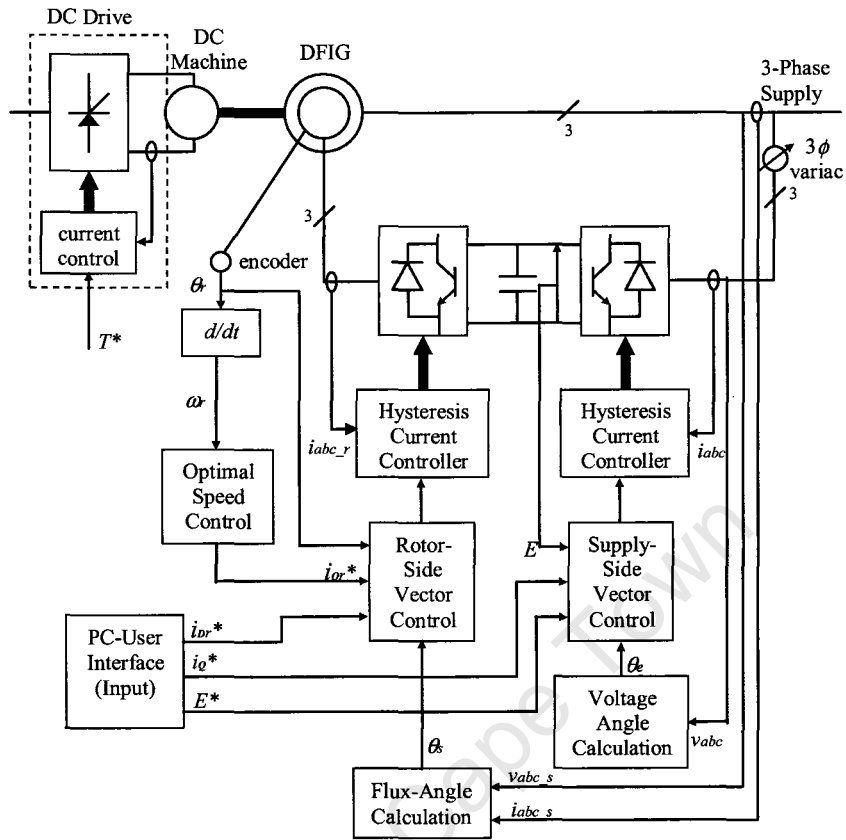 DC Drive
DC
Machine
DFIG
3-Phase
Supply
3
3ϕ
variac
3
3
current
control
encoder
θr
T*
d/dt
ωr
Hysteresis
Current
Controller
Hysteresis
Current
Controller
iabc_r
iabc
Optimal
Speed
Control
Rotor-
Side
Vector
Control
E
Supply-
Side
Vector
Control
iQr*
PC-User
Interface
(Input)
iDr*
iQ*
E*
θe
Voltage
Angle
Calculation
vabc
θs
Flux-Angle
Calculation
vabc_s
iabc_s
Cape Town